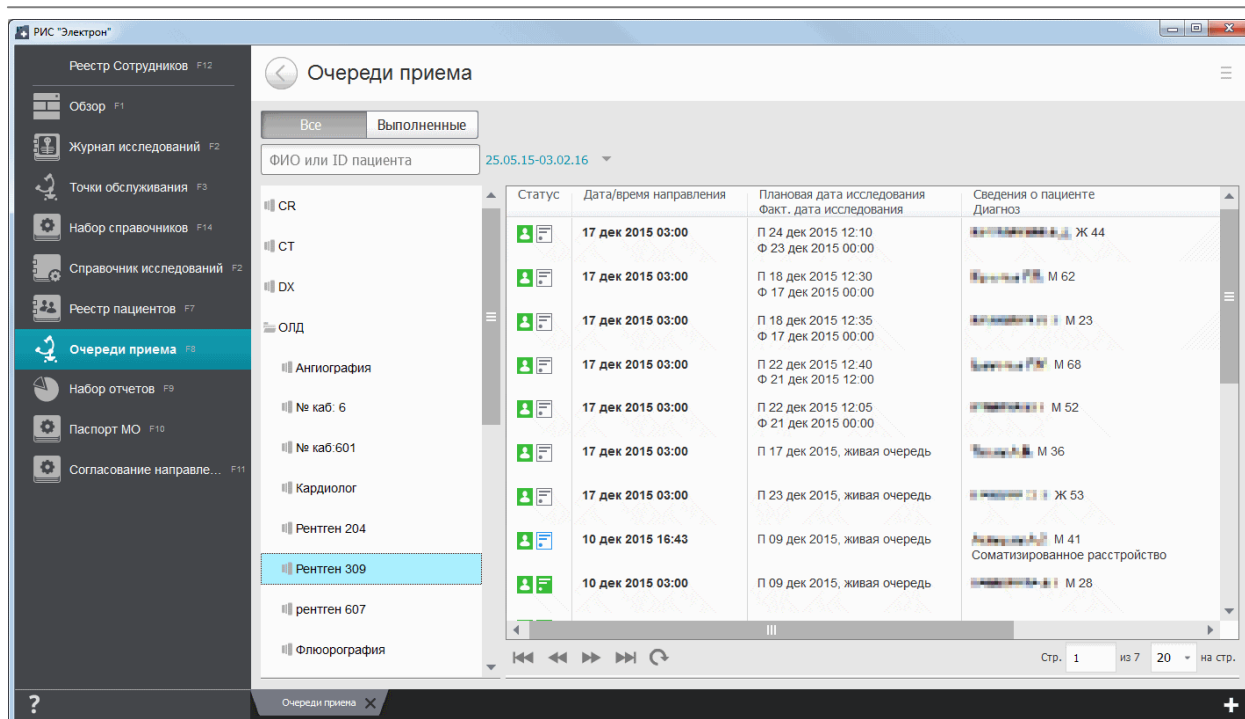 РИС "Электрон"
Реестр Сотрудников F12
Обзор F1
Журнал исследований F2
Точки обслуживания F3
Набор справочников F14
Справочник исследований F2
Реестр пациентов F7
Очереди приема F8
Набор отчетов F9
Паспорт МО F10
Согласование направле... F11
?
Очереди приема
Все Выполненные
ФИО или ID пациента 25.05.15-03.02.16
CR
CT
DX
ОЛД
Ангиография
№ каб: 6
№ каб:601
Кардиолог
Рентген 204
Рентген 309
рентген 607
Флюорография
Статус Дата/время направления Плановая дата исследования Сведения о пациенте
Факт. дата исследования Диагноз
17 дек 2015 03:00 П 24 дек 2015 12:10 Ж 44
Ф 23 дек 2015 00:00
17 дек 2015 03:00 П 18 дек 2015 12:30 М 62
Ф 17 дек 2015 00:00
17 дек 2015 03:00 П 18 дек 2015 12:35 М 23
Ф 17 дек 2015 00:00
17 дек 2015 03:00 П 22 дек 2015 12:40 М 68
Ф 21 дек 2015 12:00
17 дек 2015 03:00 П 22 дек 2015 12:05 М 52
Ф 21 дек 2015 00:00
17 дек 2015 03:00 П 17 дек 2015, живая очередь М 36
17 дек 2015 03:00 П 23 дек 2015, живая очередь Ж 53
10 дек 2015 16:43 П 09 дек 2015, живая очередь М 41
Соматизированное расстройство
10 дек 2015 03:00 П 09 дек 2015, живая очередь М 28
Стр. 1 из 7 20 на стр.
Очереди приема